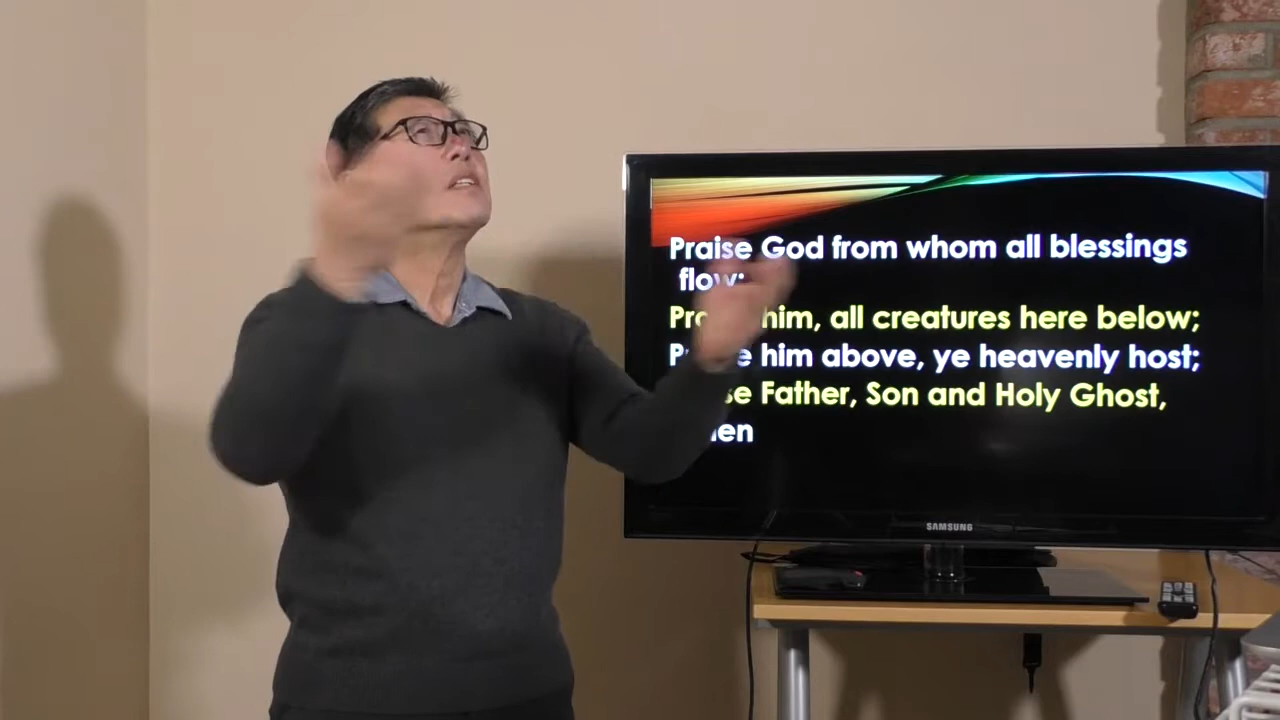 Praise God from whom all blessings
flow;
him, all creatures here below;
him above, ye heavenly host;
Father, Son and Holy Ghost,
SAMSUNG